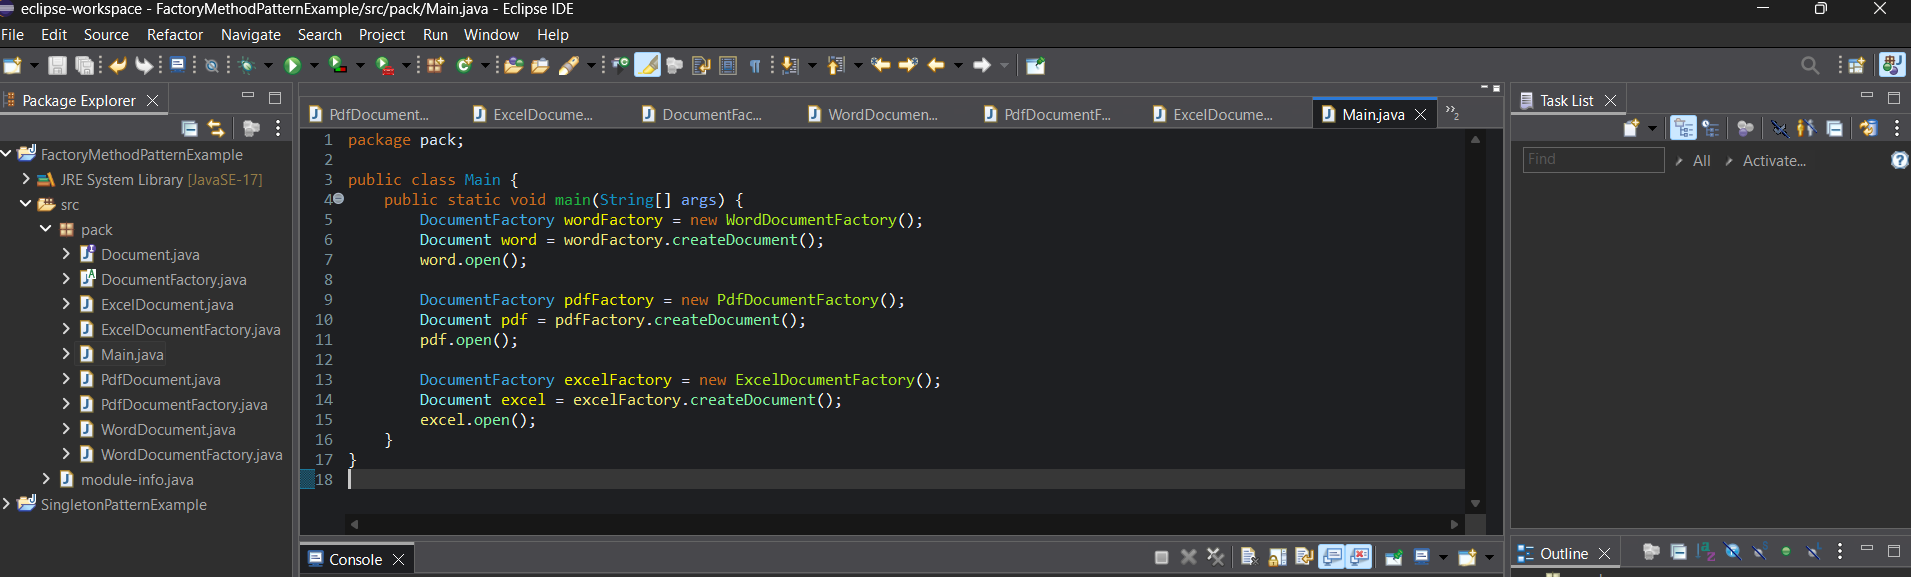 eclipse-workspace - FactoryMethodPatternExample/src/pack/Main.java - Eclipse IDE
File Edit Source Refactor Navigate Search Project Run Window Help
Package Explorer
FactoryMethodPatternExample
JRE System Library [JavaSE-17]
src
pack
Document.java
DocumentFactory.java
ExcelDocument.java
ExcelDocumentFactory.java
Main.java
PdfDocument.java
PdfDocumentFactory.java
WordDocument.java
WordDocumentFactory.java
module-info.java
SingletonPatternExample
PdfDocument... ExcelDocume... DocumentFac... WordDocumen... PdfDocumentF... ExcelDocume... Main.java »2
1 package pack;
2
3 public class Main {
4 public static void main(String[] args) {
5 DocumentFactory wordFactory = new WordDocumentFactory();
6 Document word = wordFactory.createDocument();
7 word.open();
8
9 DocumentFactory pdfFactory = new PdfDocumentFactory();
10 Document pdf = pdfFactory.createDocument();
11 pdf.open();
12
13 DocumentFactory excelFactory = new ExcelDocumentFactory();
14 Document excel = excelFactory.createDocument();
15 excel.open();
16 }
17 }
18
Console
Task List
Find All Activate...
Outline